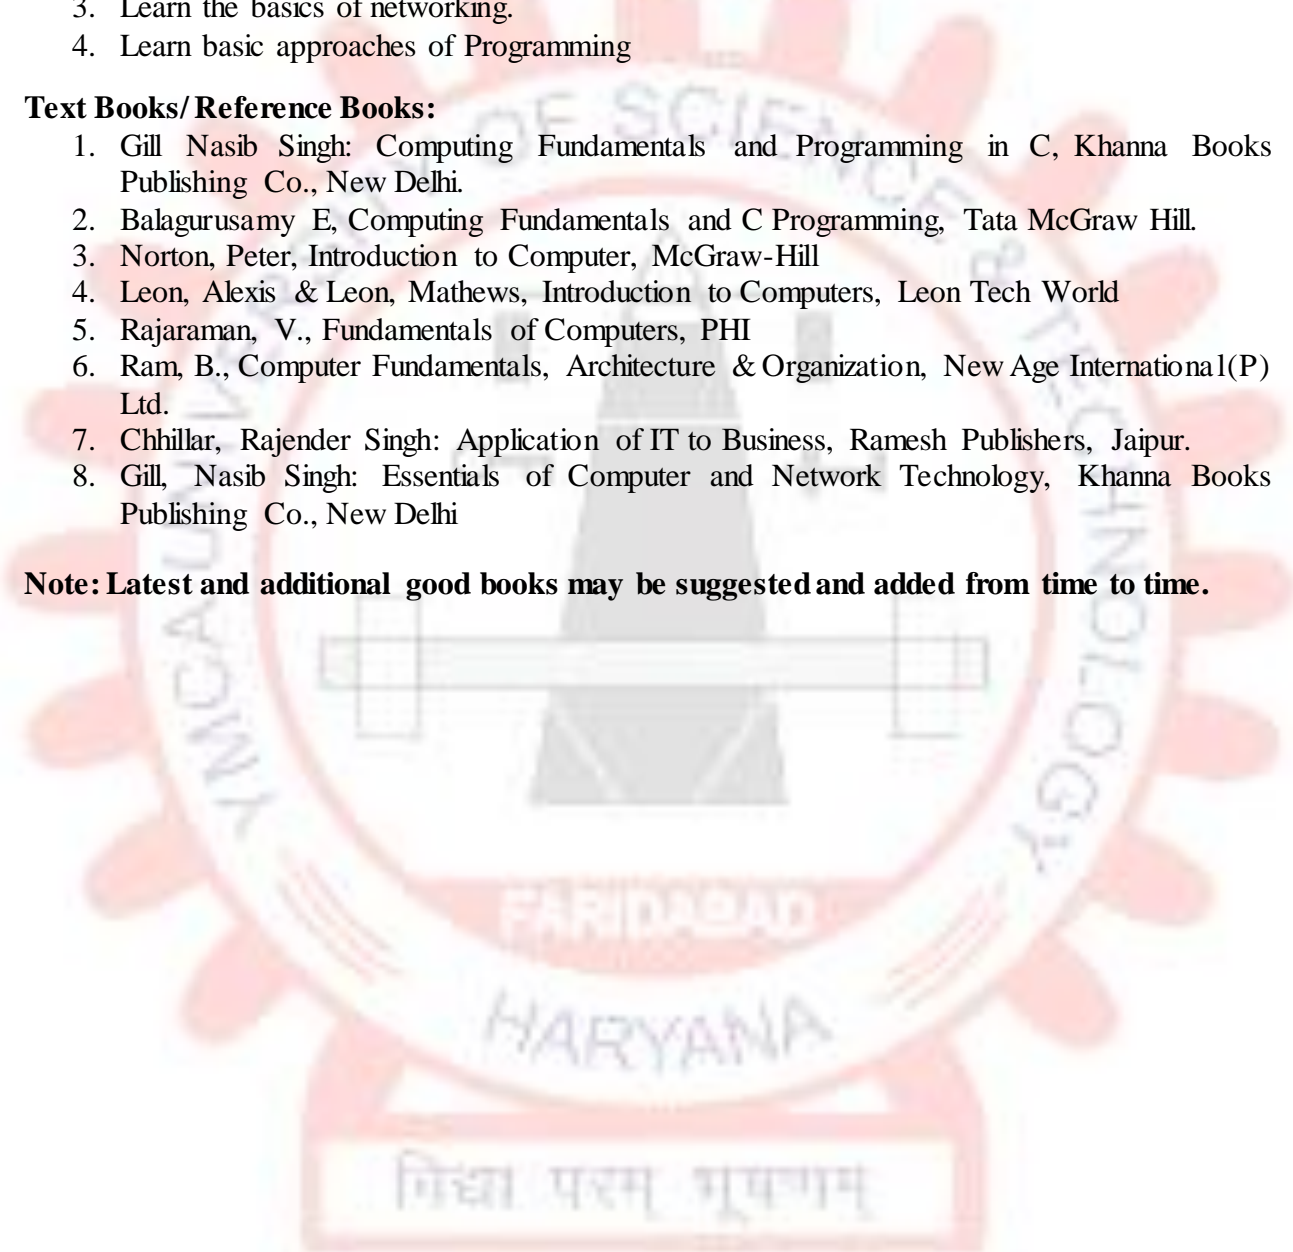 3. Learn the basics of networking.
4. Learn basic approaches of Programming
Text Books/ Reference Books:
1. Gill Nasib Singh: Computing Fundamentals and Programming in C, Khanna Books
Publishing Co., New Delhi.
2. Balagurusamy E, Computing Fundamentals and C Programming, Tata McGraw Hill.
3. Norton, Peter, Introduction to Computer, McGraw-Hill
4. Leon, Alexis & Leon, Mathews, Introduction to Computers, Leon Tech World
5. Rajaraman, V., Fundamentals of Computers, PHI
6. Ram, B., Computer Fundamentals, Architecture & Organization, New Age International(P)
Ltd.
7. Chhillar, Rajender Singh: Application of IT to Business, Ramesh Publishers, Jaipur.
8. Gill, Nasib Singh: Essentials of Computer and Network Technology, Khanna Books
Publishing Co., New Delhi
Note: Latest and additional good books may be suggested and added from time to time.
YMCA UNIVERSITY OF SCIENCE & TECHNOLOGY
FARIDABAD
HARYANA
विद्या परम् भूषणम्